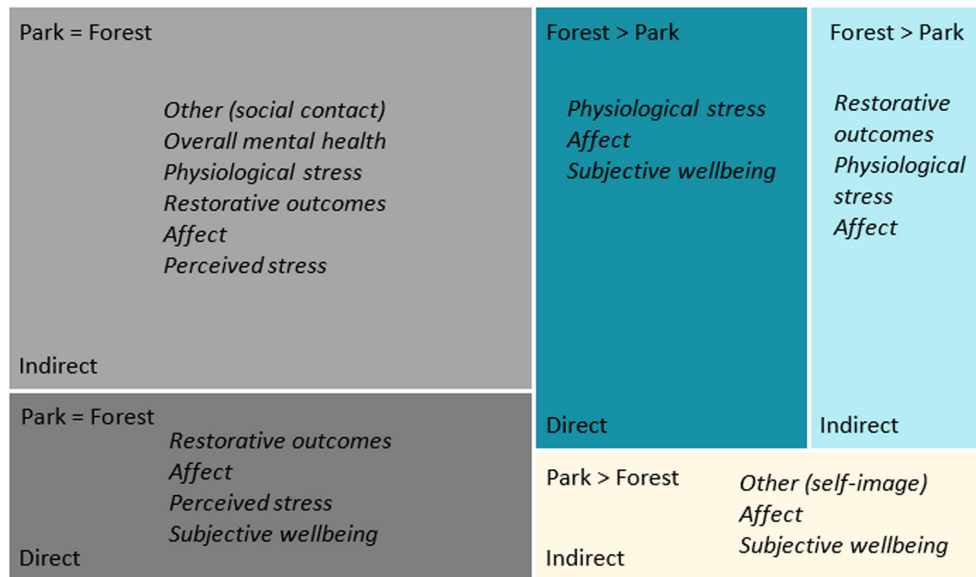 Park = Forest
Other (social contact)
Overall mental health
Physiological stress
Restorative outcomes
Affect
Perceived stress
Indirect
Park = Forest
Restorative outcomes
Affect
Perceived stress
Subjective wellbeing
Direct
Forest > Park
Physiological stress
Affect
Subjective wellbeing
Direct
Forest > Park
Restorative
outcomes
Physiological
stress
Affect
Indirect
Park > Forest
Other (self-image)
Affect
Subjective wellbeing
Indirect